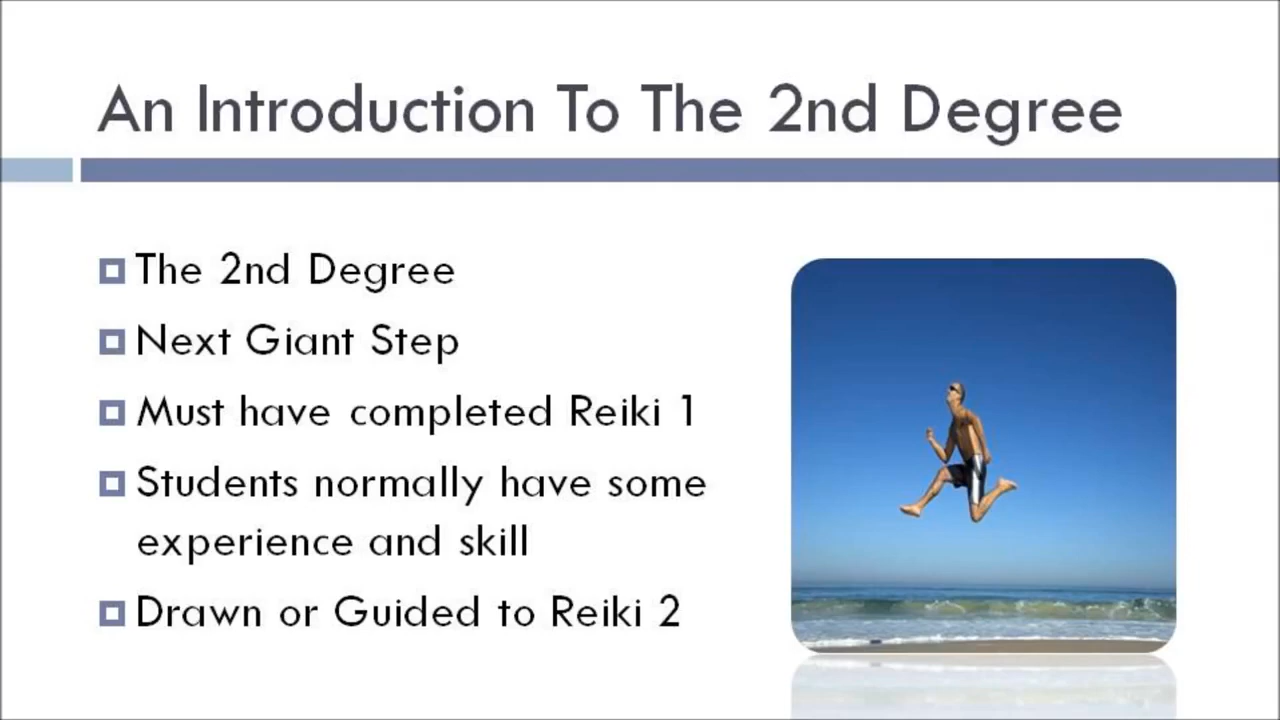 An Introduction To The 2nd Degree
The 2nd Degree
Next Giant Step
Must have completed Reiki 1
Students normally have some
experience and skill
Drawn or Guided to Reiki 2